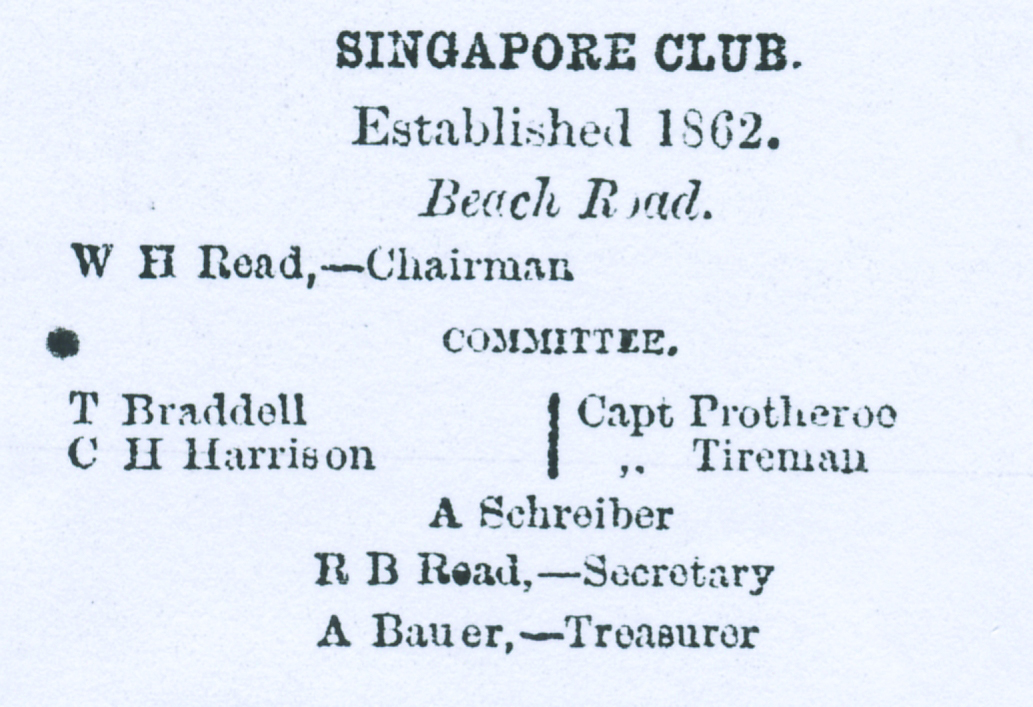 SINGAPORE CLUB.
Established 1862.
Beach Road.
W H Read,—Chairman
COMMITTEE.
T Braddell | Capt Protheroe
C H Harrison | ,, Tireman
A Schreiber
R B Read,—Secretary
A Bauer,—Treasurer